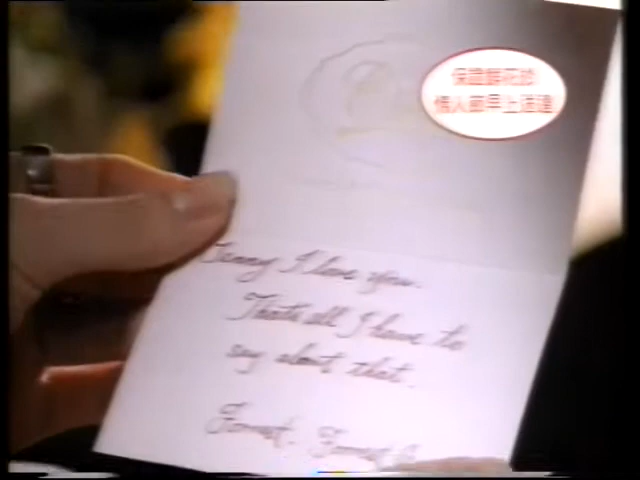 保證鮮花於
情人節早上送達
Jenny I love you.
That's all I have to
say about that.
Forrest. Forrest